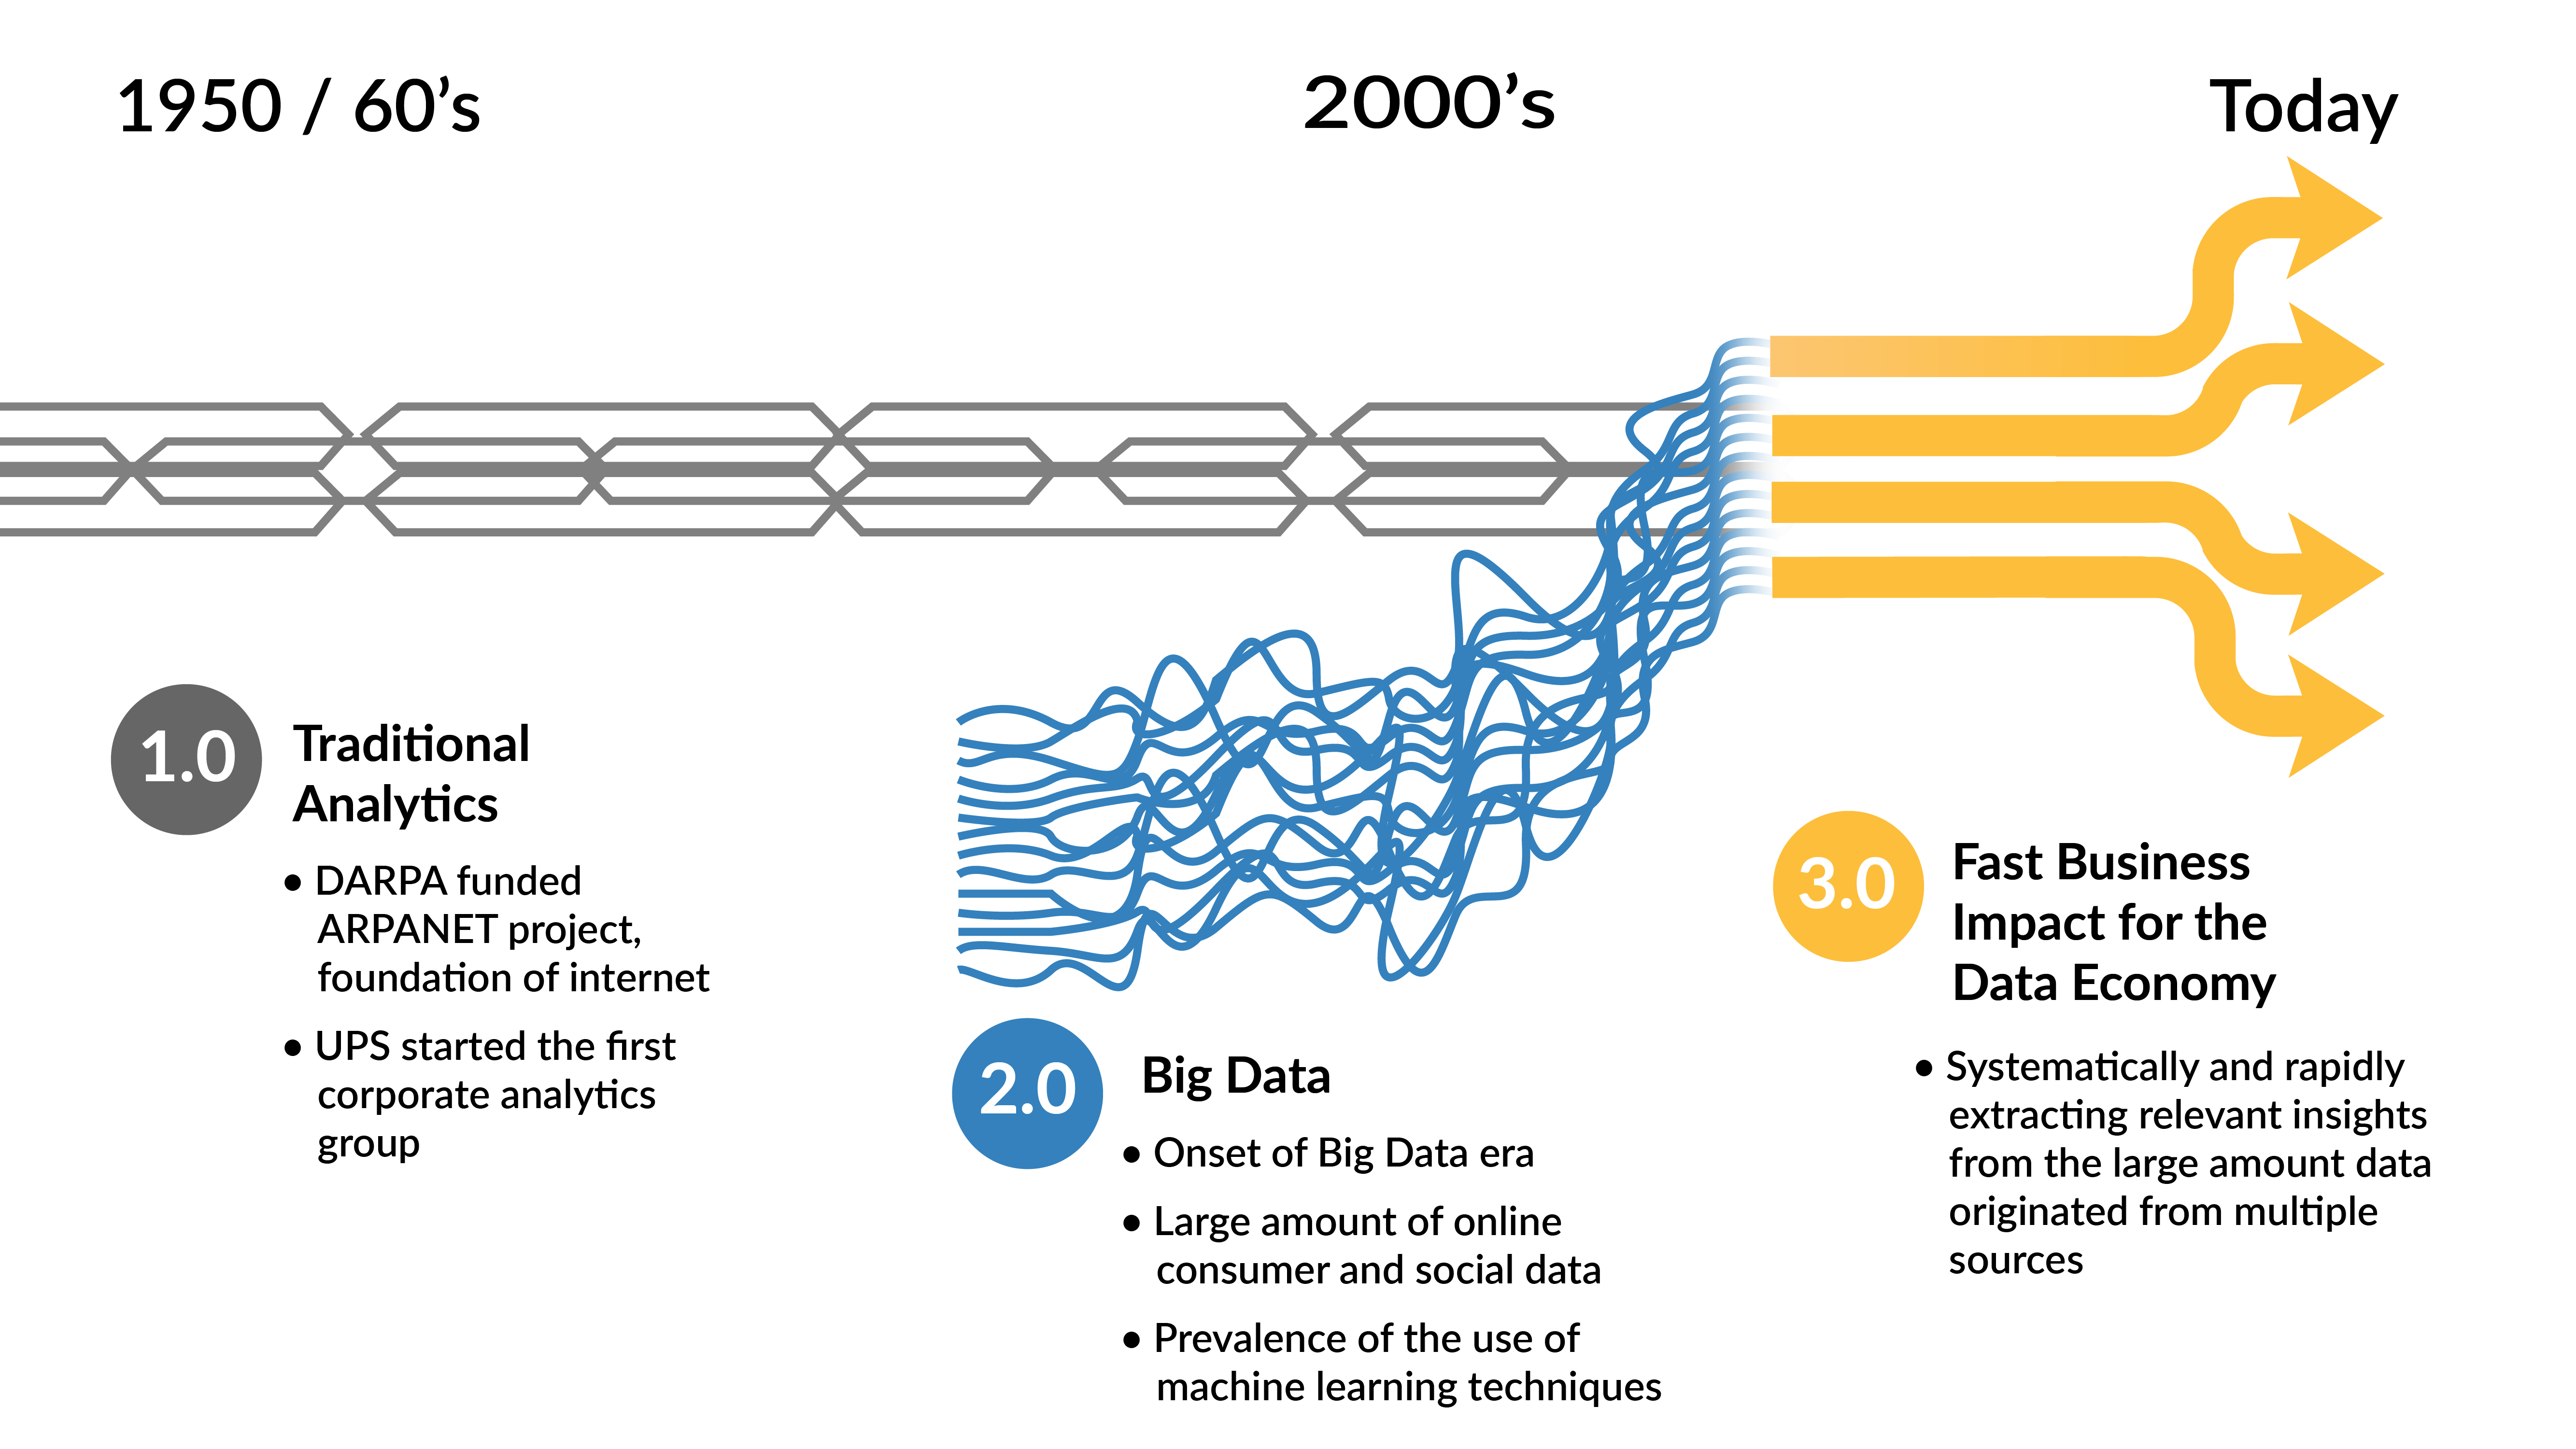 1950 / 60’s
2000’s
Today
1.0
Traditional
Analytics
• DARPA funded
ARPANET project,
foundation of internet
• UPS started the first
corporate analytics
group
2.0
Big Data
• Onset of Big Data era
• Large amount of online
consumer and social data
• Prevalence of the use of
machine learning techniques
3.0
Fast Business
Impact for the
Data Economy
• Systematically and rapidly
extracting relevant insights
from the large amount data
originated from multiple
sources